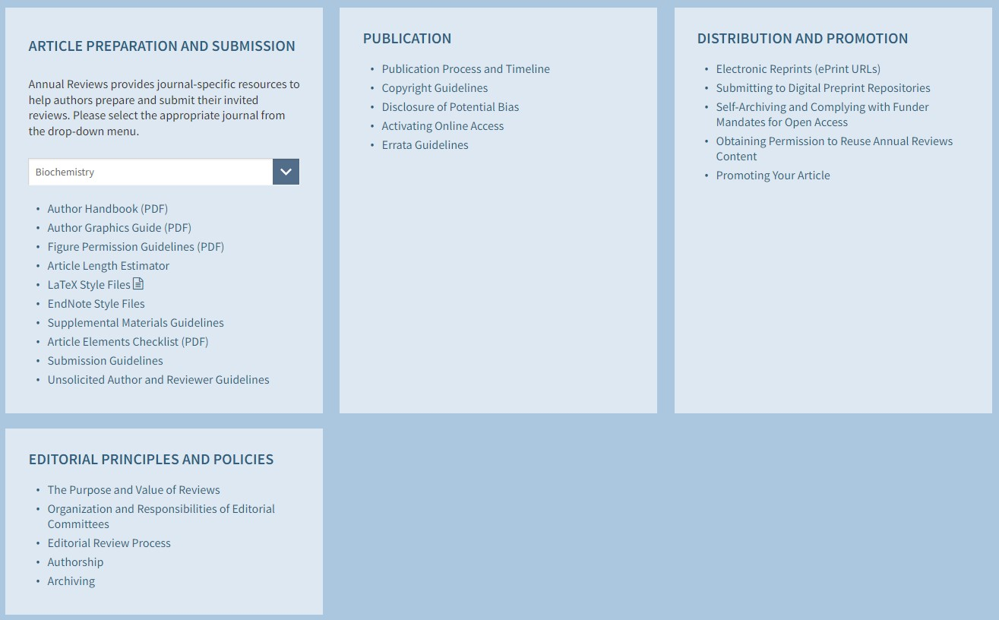 ARTICLE PREPARATION AND SUBMISSION
Annual Reviews provides journal-specific resources to
help authors prepare and submit their invited
reviews. Please select the appropriate journal from
the drop-down menu.
Biochemistry
• Author Handbook (PDF)
• Author Graphics Guide (PDF)
• Figure Permission Guidelines (PDF)
• Article Length Estimator
• LaTeX Style Files
• EndNote Style Files
• Supplemental Materials Guidelines
• Article Elements Checklist (PDF)
• Submission Guidelines
• Unsolicited Author and Reviewer Guidelines
PUBLICATION
• Publication Process and Timeline
• Copyright Guidelines
• Disclosure of Potential Bias
• Activating Online Access
• Errata Guidelines
DISTRIBUTION AND PROMOTION
• Electronic Reprints (ePrint URLs)
• Submitting to Digital Preprint Repositories
• Self-Archiving and Complying with Funder
Mandates for Open Access
• Obtaining Permission to Reuse Annual Reviews
Content
• Promoting Your Article
EDITORIAL PRINCIPLES AND POLICIES
• The Purpose and Value of Reviews
• Organization and Responsibilities of Editorial
Committees
• Editorial Review Process
• Authorship
• Archiving